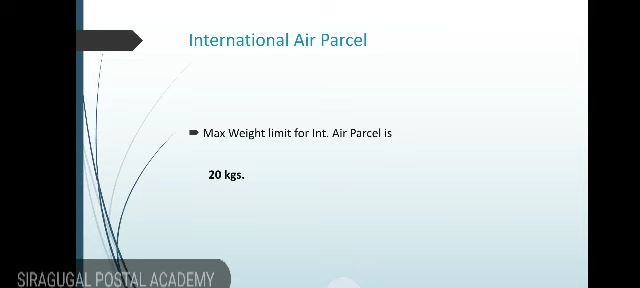 International Air Parcel
Max Weight limit for Int. Air Parcel is
20 kgs.
SIRAGUGAL POSTAL ACADEMY